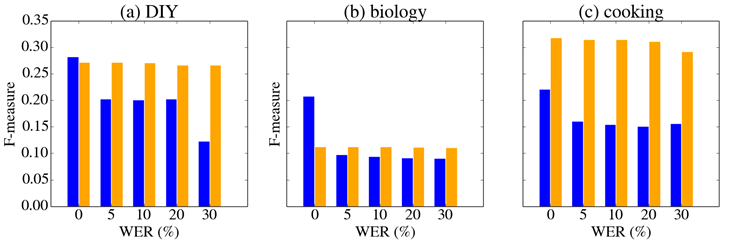 (a) DIY
(b) biology
(c) cooking
F-measure
0.35
0.30
0.25
0.20
0.15
0.10
0.05
0.00
0 5 10 20 30
WER (%)
F-measure
0 5 10 20 30
WER (%)
F-measure
0 5 10 20 30
WER (%)